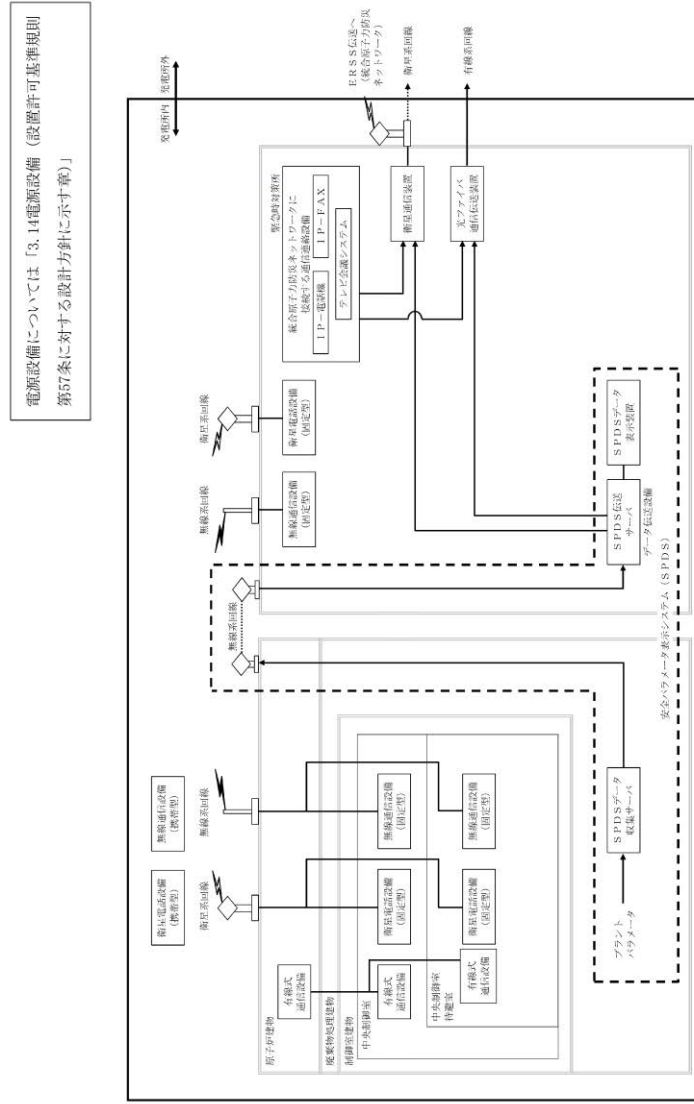 電源設備については「3.14電源設備（設置許可基準規則
第57条に対する設計方針に示す章）」
発電所内 発電所外
ERSS伝送へ
（統合原子力防災
ネットワーク）
衛星系回線
有線系回線
緊急時対策所
統合原子力防災ネットワークに
接続する通信連絡設備
IP－電話機
IP－FAX
テレビ会議システム
衛星通信装置
光ファイバ
通信伝送装置
衛星系回線
衛星電話設備
（固定型）
無線系回線
無線通信設備
（固定型）
無線系回線
SPDSデータ
表示装置
SPDS伝送
サーバ
データ伝送設備
安全パラメータ表示システム（SPDS）
無線通信設備
（携帯型）
無線系回線
衛星電話設備
（携帯型）
衛星系回線
無線通信設備
（固定型）
無線通信設備
（固定型）
衛星電話設備
（固定型）
衛星電話設備
（固定型）
有線式
通信設備
有線式
通信設備
有線式
通信設備
原子炉建物
廃棄物処理建物
制御室建物
中央制御室
中央制御室
待避室
SPDSデータ
収集サーバ
プラント
パラメータ